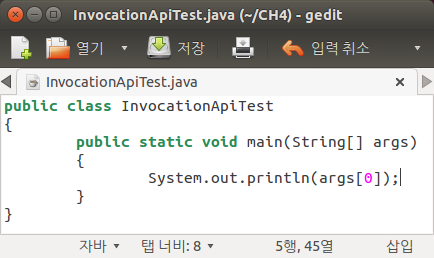 InvocationApiTest.java (~/CH4) - gedit
열기 저장 입력 취소
InvocationApiTest.java
public class InvocationApiTest
{
        public static void main(String[] args)
        {
                System.out.println(args[0]);
        }
}
자바 탭 너비: 8 5행, 45열 삽입